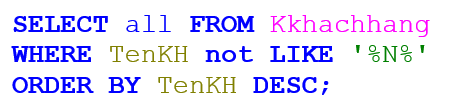 SELECT all FROM Kkhachhang
WHERE TenKH not LIKE '%N%'
ORDER BY TenKH DESC;